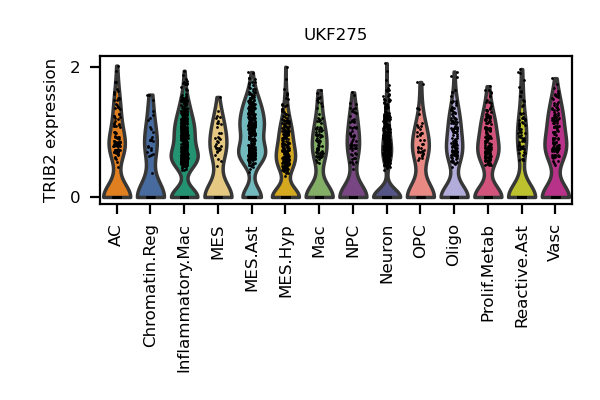 UKF275
TRIB2 expression
2
0
AC
Chromatin.Reg
Inflammatory.Mac
MES
MES.Ast
MES.Hyp
Mac
NPC
Neuron
OPC
Oligo
Prolif.Metab
Reactive.Ast
Vasc